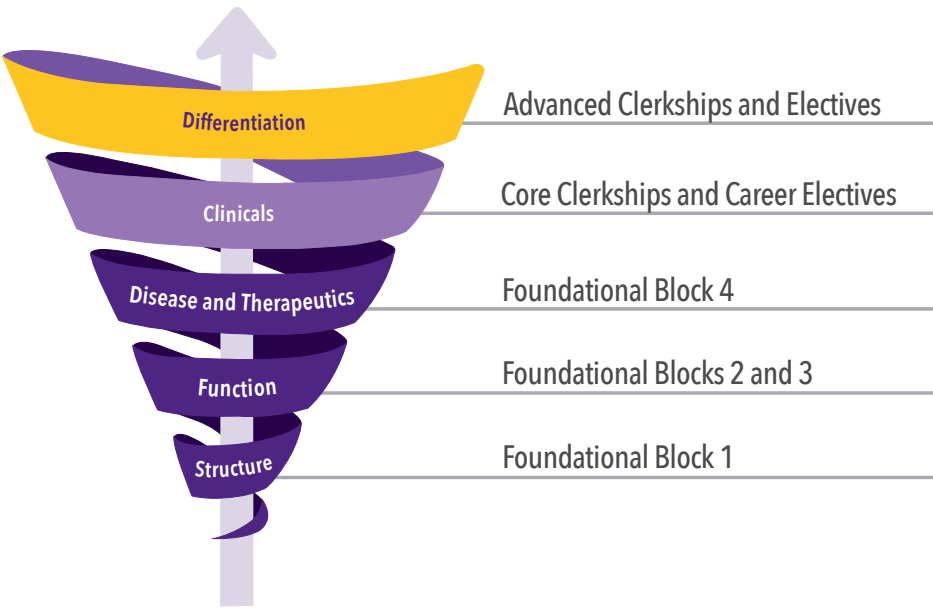 Differentiation
Advanced Clerkships and Electives
Clinicals
Core Clerkships and Career Electives
Disease and Therapeutics
Foundational Block 4
Function
Foundational Blocks 2 and 3
Structure
Foundational Block 1